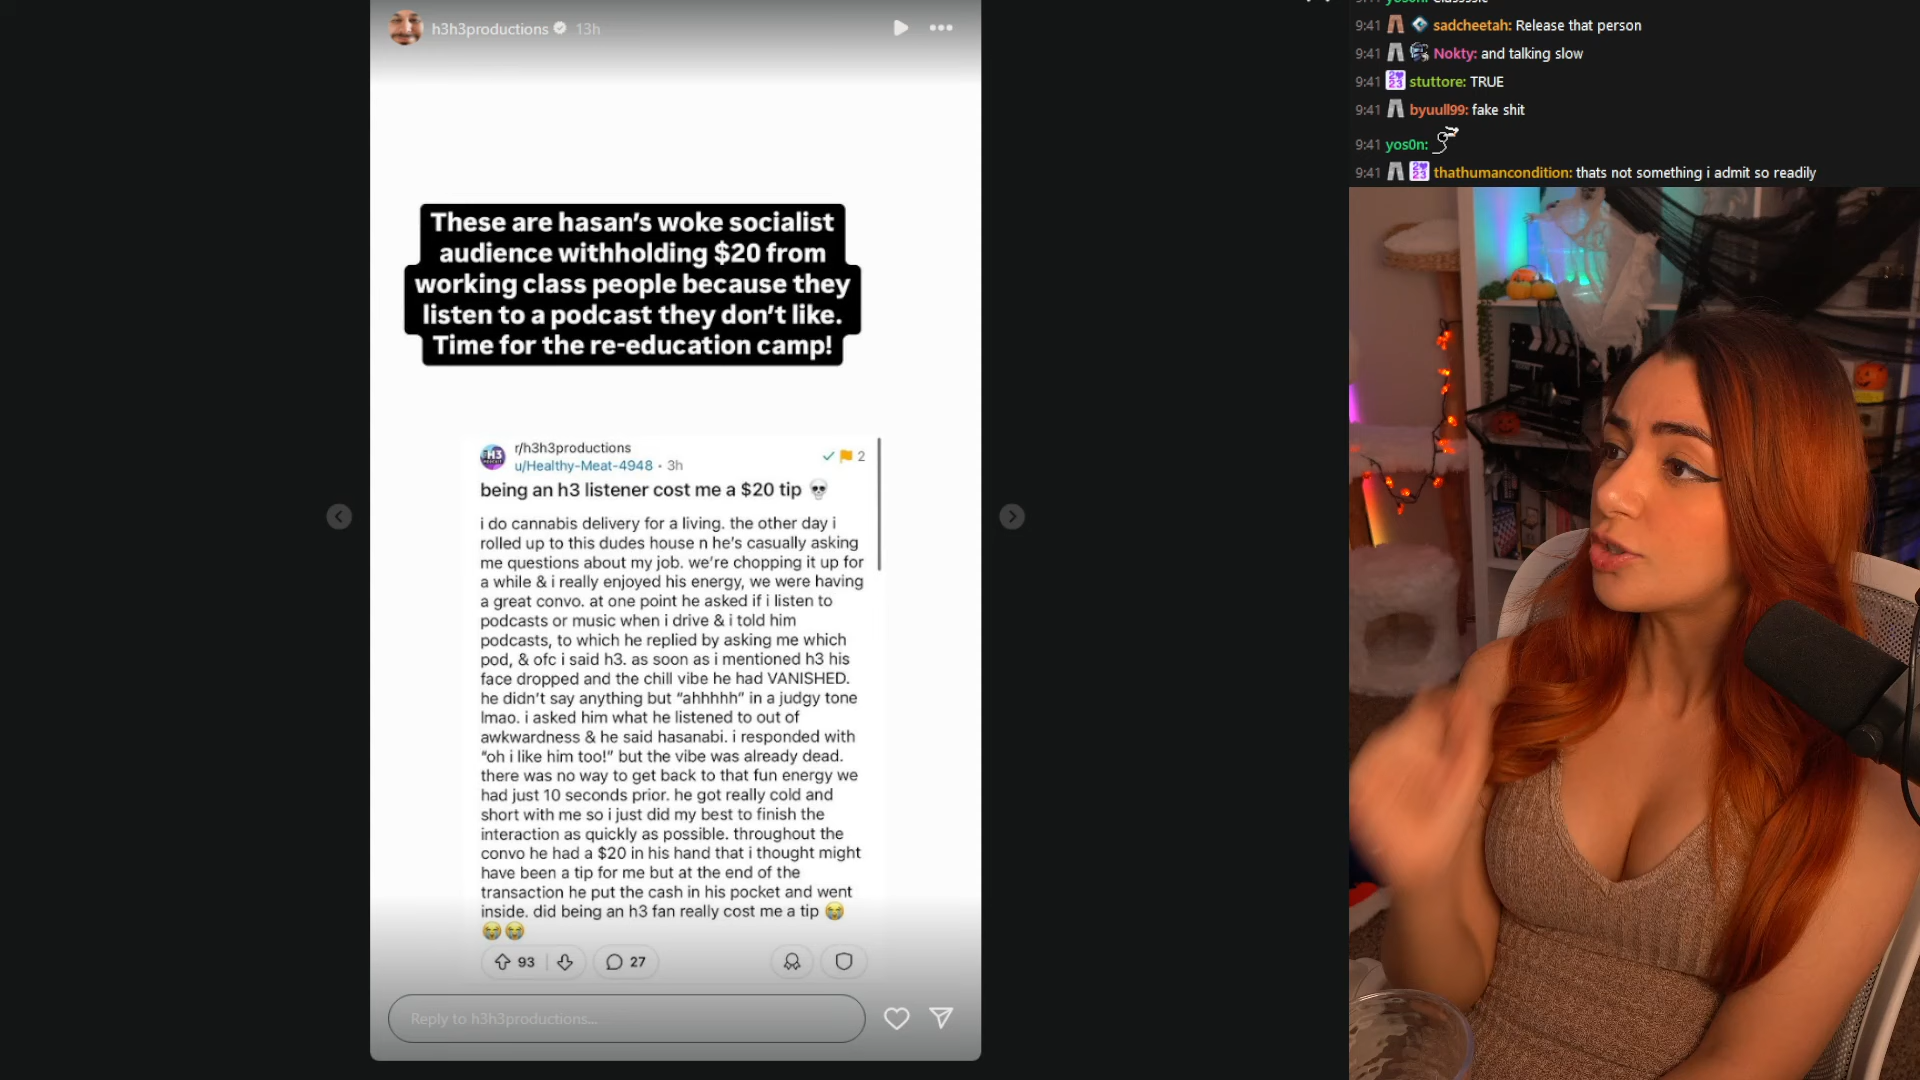 h3h3productions 13h
These are hasan's woke socialist
audience withholding $20 from
working class people because they
listen to a podcast they don't like.
Time for the re-education camp!
r/h3h3productions
u/Healthy-Meat-4948 • 3h
2
being an h3 listener cost me a $20 tip 💀
i do cannabis delivery for a living. the other day i
rolled up to this dudes house n he's casually asking
me questions about my job. we're chopping it up for
a while & i really enjoyed his energy, we were having
a great convo. at one point he asked if i listen to
podcasts or music when i drive & i told him
podcasts, to which he replied by asking me which
pod, & ofc i said h3. as soon as i mentioned h3 his
face dropped and the chill vibe he had VANISHED.
he didn't say anything but “ahhhhh” in a judgy tone
lmao. i asked him what he listened to out of
awkwardness & he said hasanabi. i responded with
“oh i like him too!” but the vibe was already dead.
there was no way to get back to that fun energy we
had just 10 seconds prior. he got really cold and
short with me so i just did my best to finish the
interaction as quickly as possible. throughout the
convo he had a $20 in his hand that i thought might
have been a tip for me but at the end of the
transaction he put the cash in his pocket and went
inside. did being an h3 fan really cost me a tip 😭
😭😭
93 27
Reply to h3h3productions...
9:41 sadcheetah: Release that person
9:41 Nokty: and talking slow
9:41 stuttore: TRUE
9:41 byuull99: fake shit
9:41 yos0n:
9:41 thathumancondition: thats not something i admit so readily